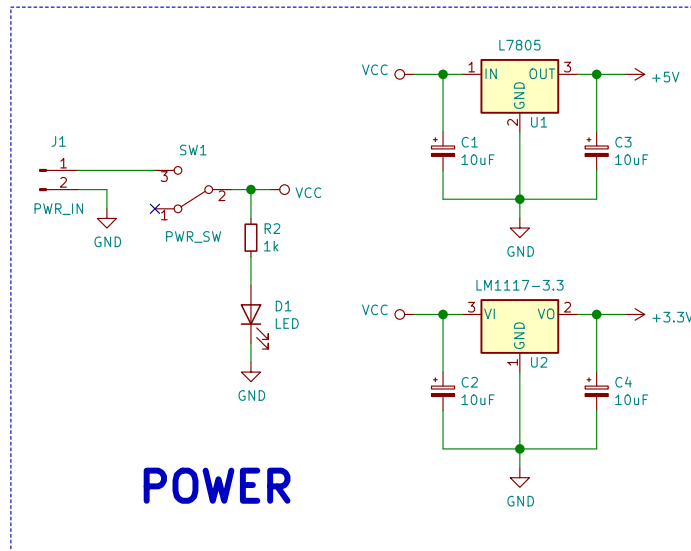 J1
1
2
PWR_IN
GND
SW1
3
2
1
PWR_SW
VCC
R2
1k
D1
LED
GND
L7805
VCC
1
IN
OUT
3
+5V
GND
2
U1
+
C1
10uF
+
C3
10uF
GND
LM1117-3.3
VCC
3
VI
VO
2
+3.3V
GND
1
U2
+
C2
10uF
+
C4
10uF
GND
POWER